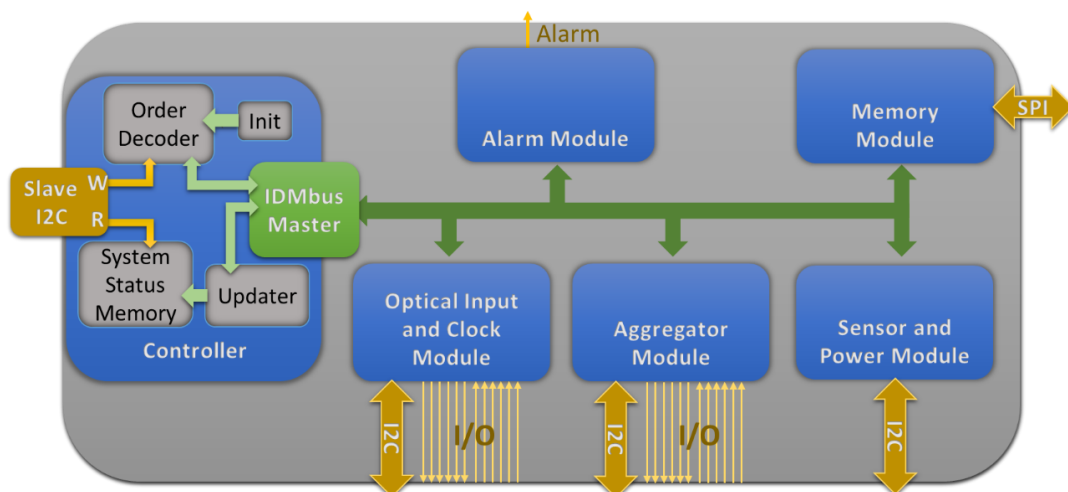 Alarm
Order
Decoder
Init
Alarm Module
Memory
Module
SPI
Slave
I2C
W
R
IDMbus
Master
System
Status
Memory
Updater
Controller
Optical Input
and Clock
Module
Aggregator
Module
Sensor and
Power Module
I2C
I/O
I2C
I/O
I2C